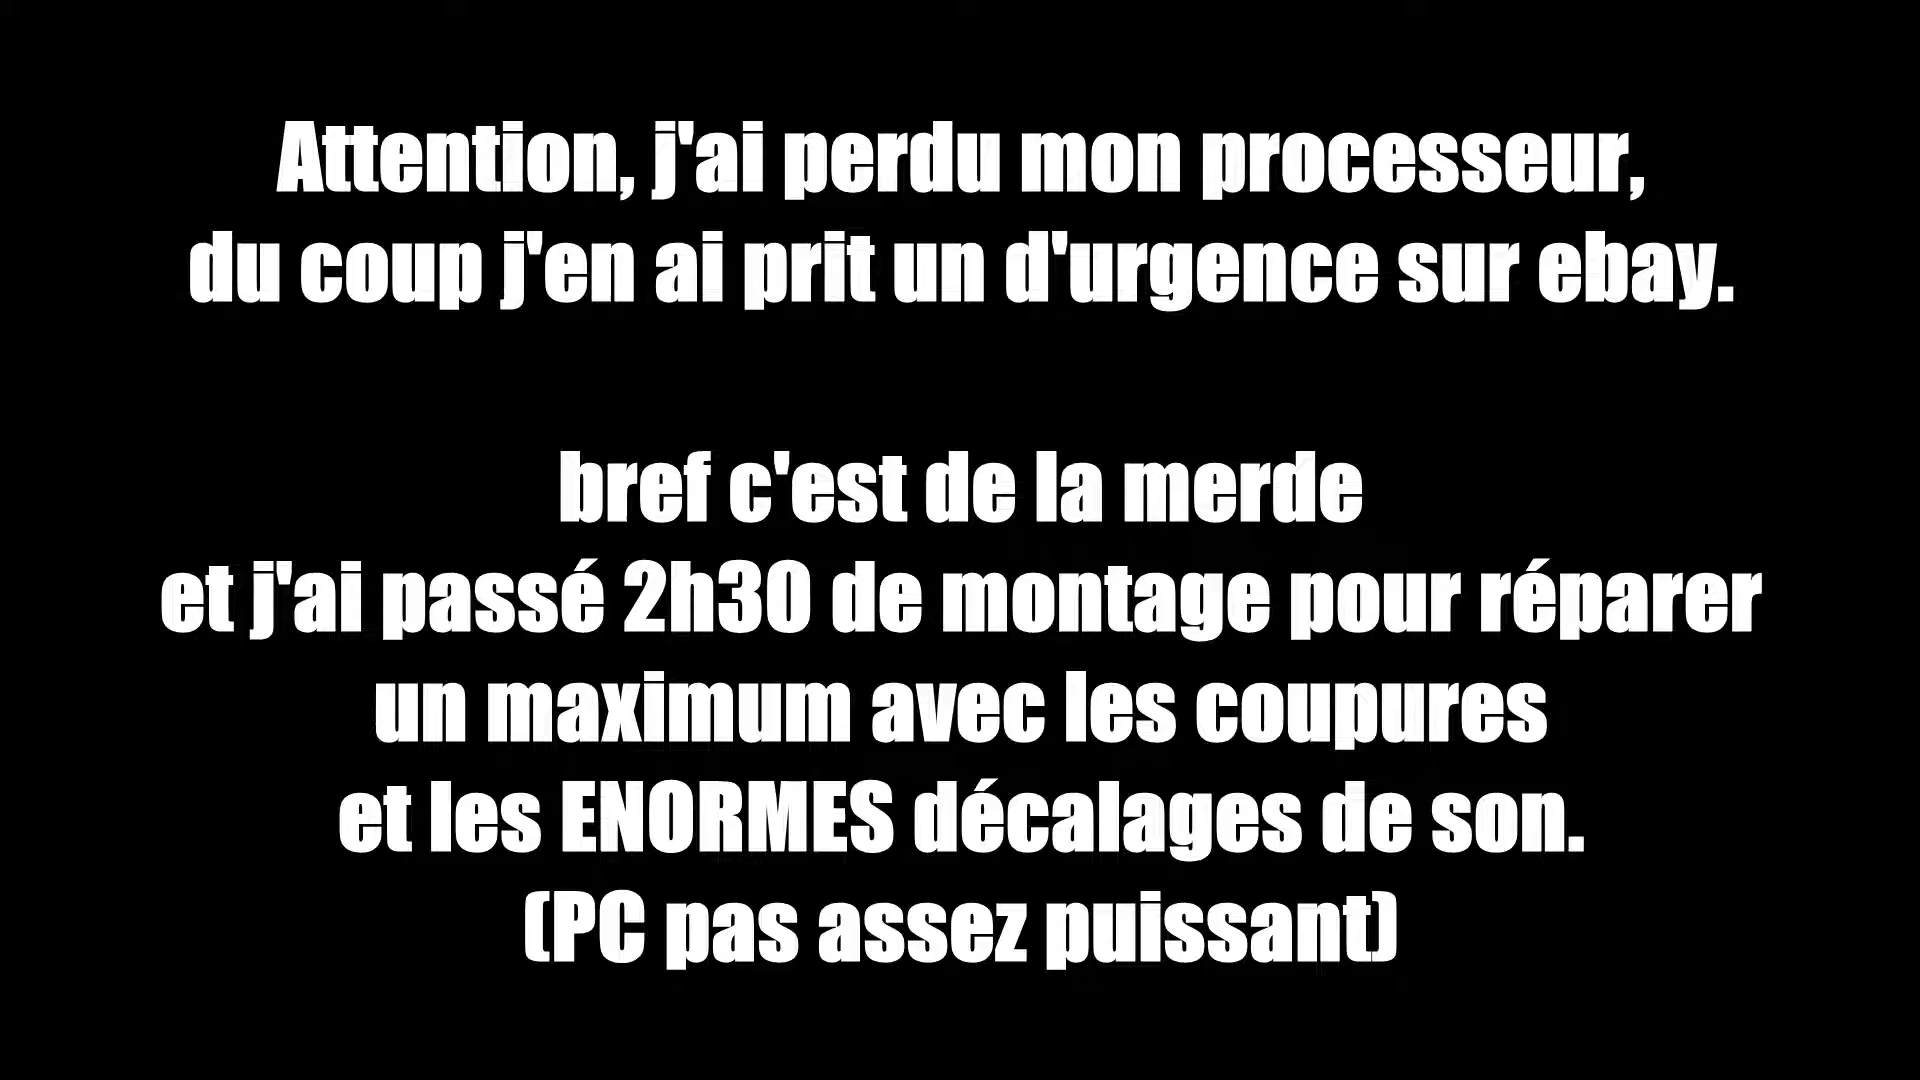 Attention, j'ai perdu mon processeur,
du coup j'en ai prit un d'urgence sur ebay.
bref c'est de la merde
et j'ai passé 2h30 de montage pour réparer
un maximum avec les coupures
et les ENORMES décalages de son.
(PC pas assez puissant)